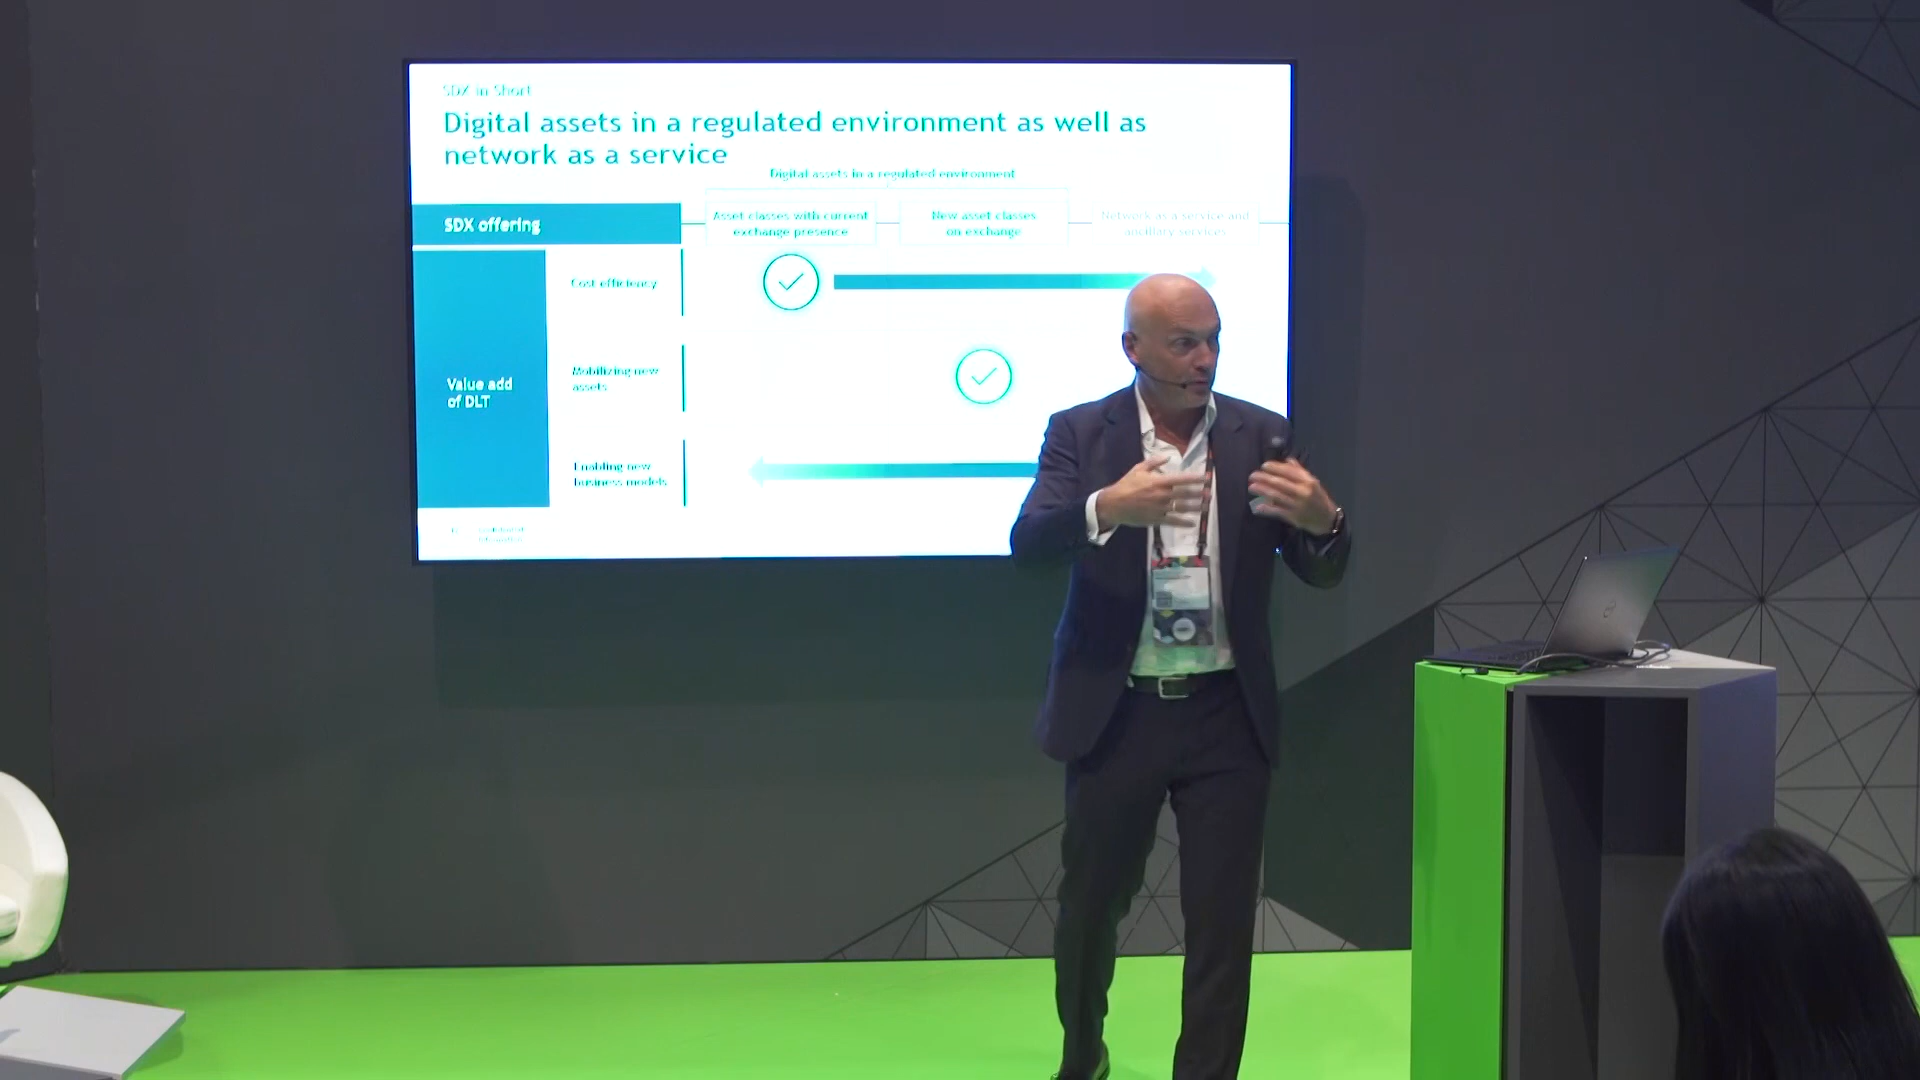 SDX in Short
Digital assets in a regulated environment as well as
network as a service
Digital assets in a regulated environment
SDX offering
Asset classes with current
exchange presence
New asset classes
on exchange
Network as a service and
ancillary services
Cost efficiency
Value add
of DLT
Mobilizing new
assets
Enabling new
business models